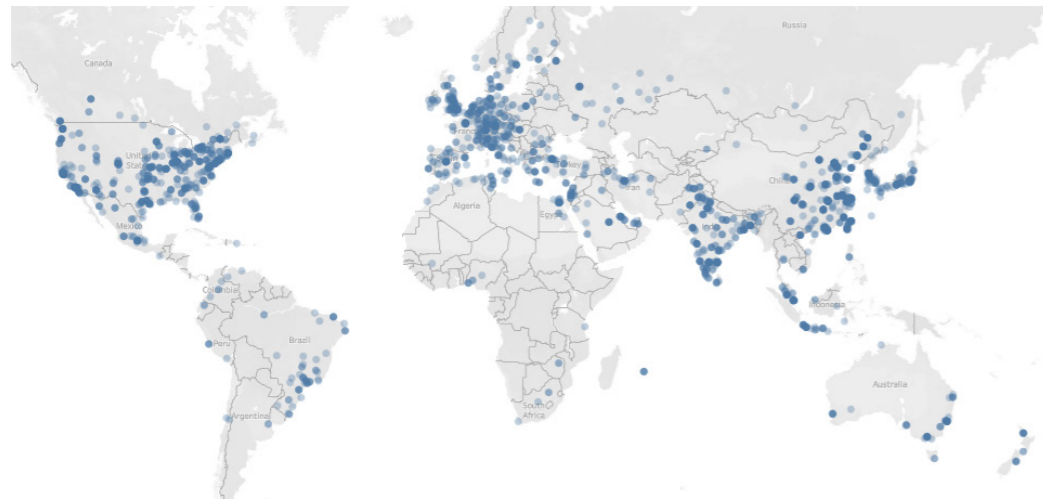 Russia
Canada
France
United
States
Turkey
China
Iran
Algeria
Egypt
India
Mexico
Colombia
Indonesia
Brazil
Peru
Australia
South
Africa
Argentina